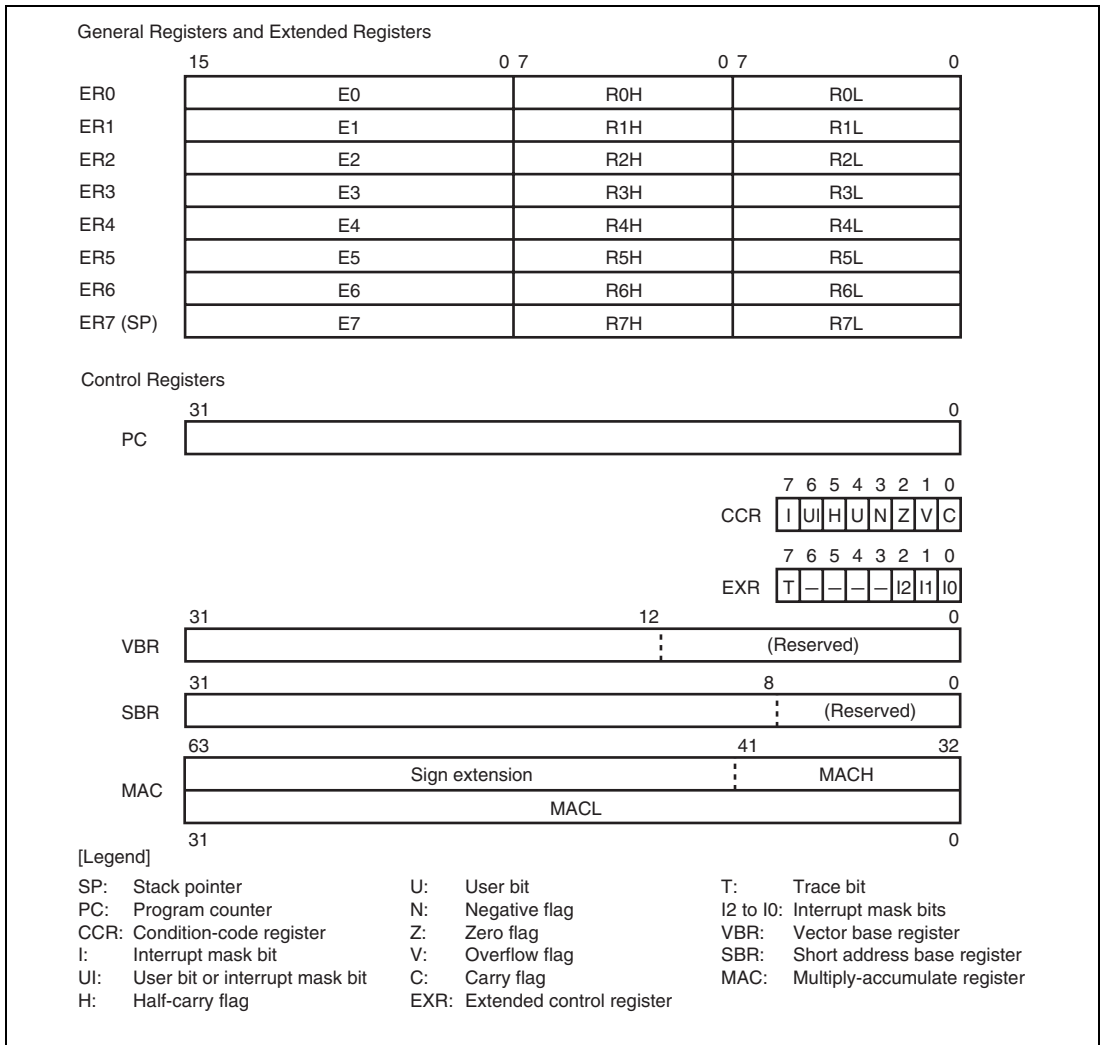 General Registers and Extended Registers
15 0 7 0 7 0
ER0 E0 R0H R0L
ER1 E1 R1H R1L
ER2 E2 R2H R2L
ER3 E3 R3H R3L
ER4 E4 R4H R4L
ER5 E5 R5H R5L
ER6 E6 R6H R6L
ER7 (SP) E7 R7H R7L
Control Registers
31 0
PC
7 6 5 4 3 2 1 0
CCR I UI H U N Z V C
7 6 5 4 3 2 1 0
EXR T — — — — I2 I1 I0
31 12 0
VBR (Reserved)
31 8 0
SBR (Reserved)
63 41 32
MAC Sign extension MACH
MACL
31 0
[Legend]
SP: Stack pointer U: User bit T: Trace bit
PC: Program counter N: Negative flag I2 to I0: Interrupt mask bits
CCR: Condition-code register Z: Zero flag VBR: Vector base register
I: Interrupt mask bit V: Overflow flag SBR: Short address base register
UI: User bit or interrupt mask bit C: Carry flag MAC: Multiply-accumulate register
H: Half-carry flag EXR: Extended control register